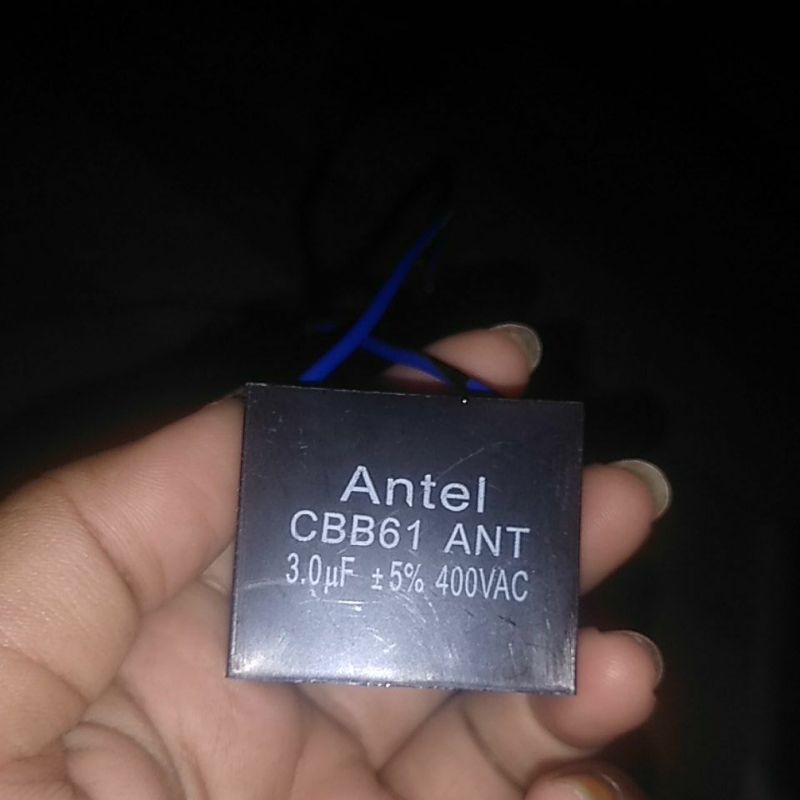 Antel
CBB61 ANT
3.0µF ±5% 400VAC